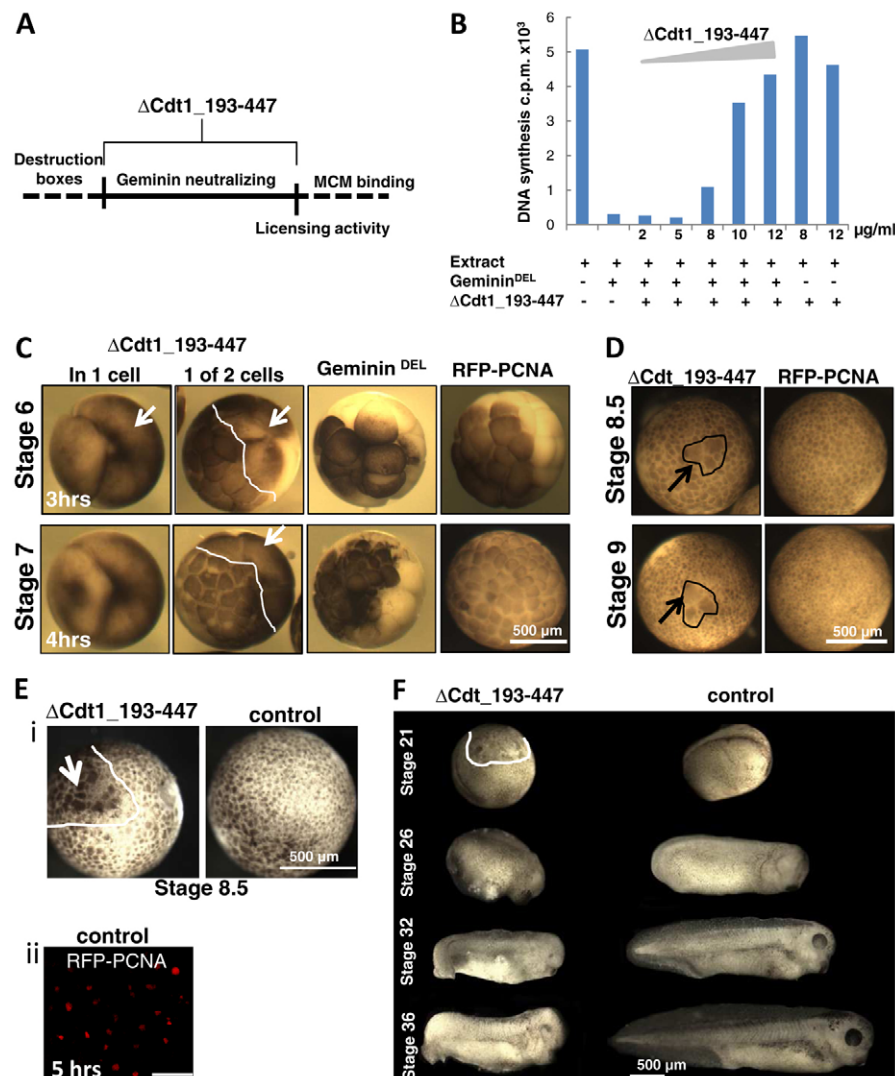 A
ΔCdt1_193-447
Destruction
boxes
Geminin neutralizing
MCM binding
Licensing activity
B
DNA synthesis c.p.m. x10³
ΔCdt1_193-447
6
5
4
3
2
1
0
2 5 8 10 12 8 12 µg/ml
Extract + + + + + + + + +
Geminin^DEL - + + + + + + - -
ΔCdt1_193-447 - - + + + + + + +
C
ΔCdt1_193-447
In 1 cell
1 of 2 cells
Geminin ^DEL
RFP-PCNA
Stage 6
3hrs
Stage 7
4hrs
500 µm
D
ΔCdt_193-447
RFP-PCNA
Stage 8.5
Stage 9
500 µm
E
ΔCdt1_193-447
control
i
500 µm
Stage 8.5
ii
control
RFP-PCNA
5 hrs
F
ΔCdt_193-447
control
Stage 21
Stage 26
Stage 32
Stage 36
500 µm